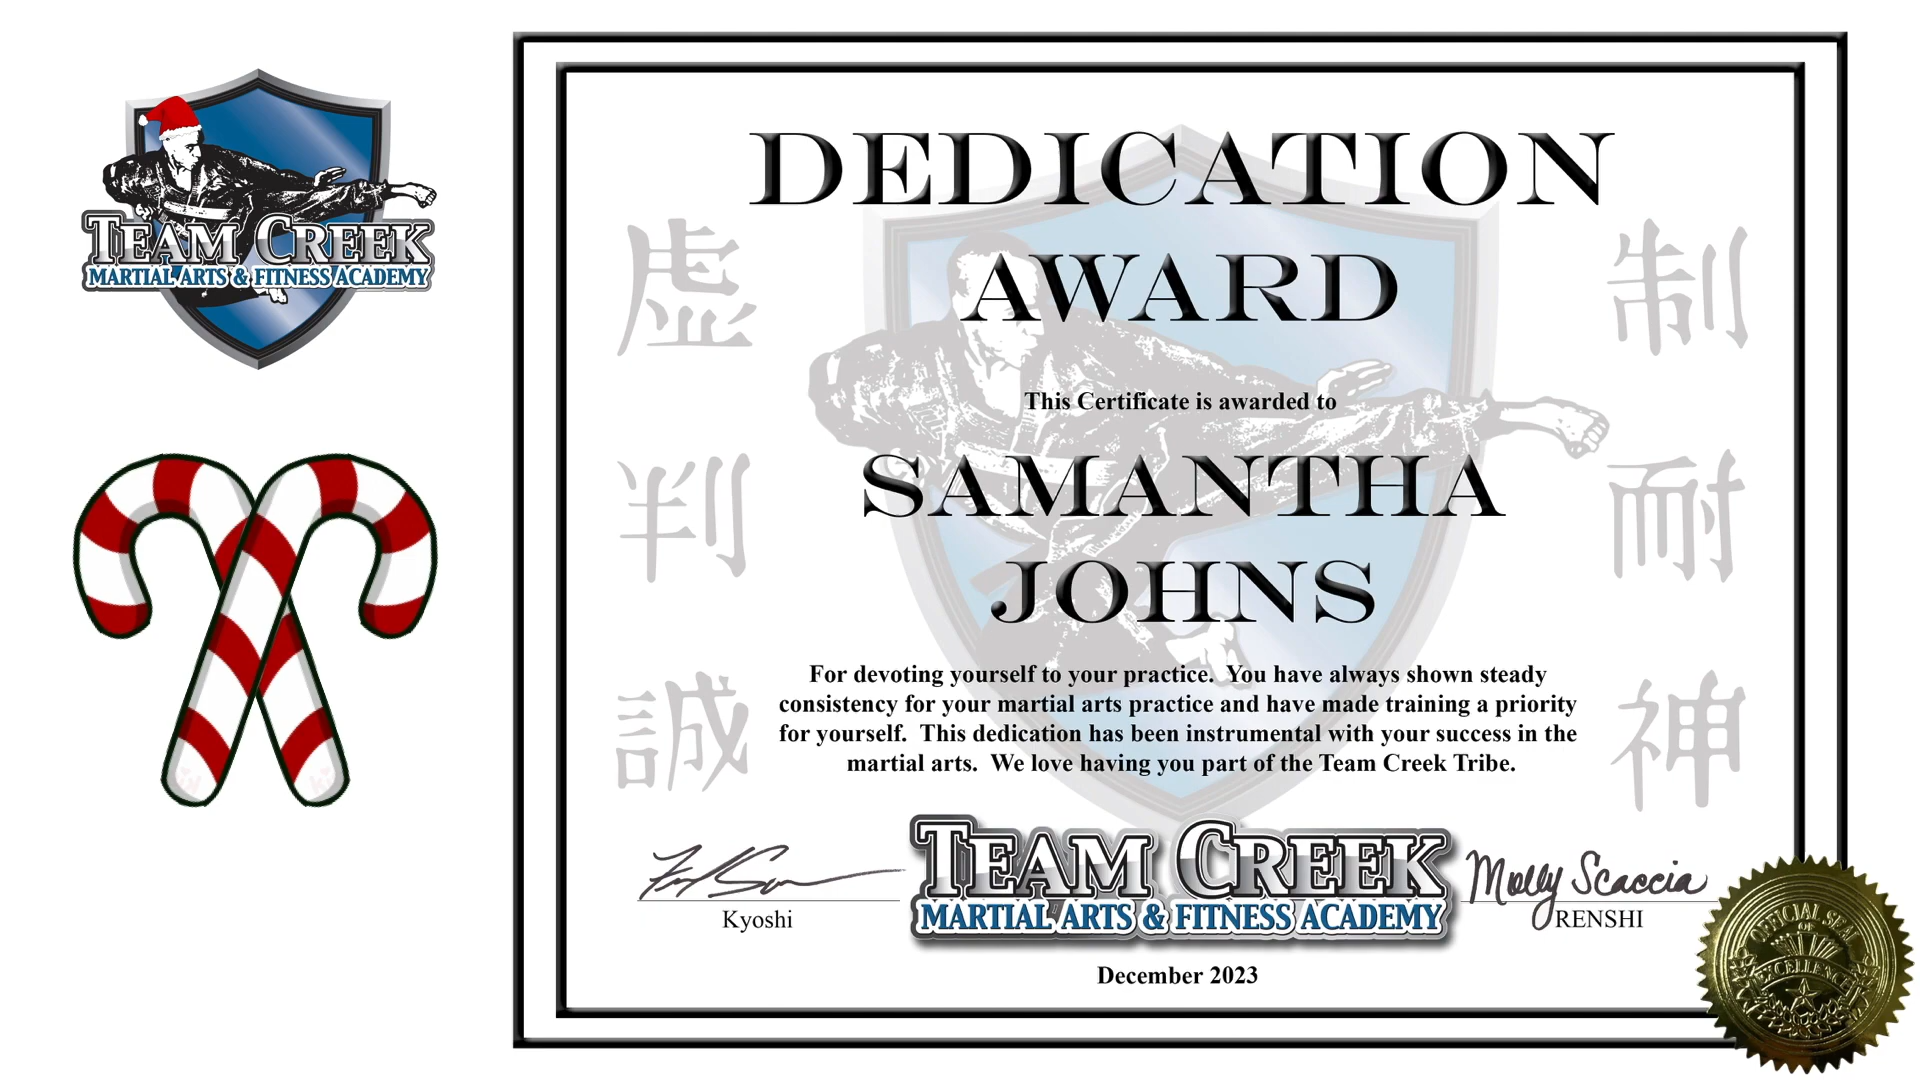 TEAM CREEK
MARTIAL ARTS & FITNESS ACADEMY
DEDICATION
AWARD
This Certificate is awarded to
SAMANTHA
JOHNS
For devoting yourself to your practice.  You have always shown steady
consistency for your martial arts practice and have made training a priority
for yourself.  This dedication has been instrumental with your success in the
martial arts.  We love having you part of the Team Creek Tribe.
虚
判
誠
制
耐
神
Kyoshi
TEAM CREEK
MARTIAL ARTS & FITNESS ACADEMY
Molly Scaccia
RENSHI
December 2023
OFFICIAL SEAL
OF
EXCELLENCE